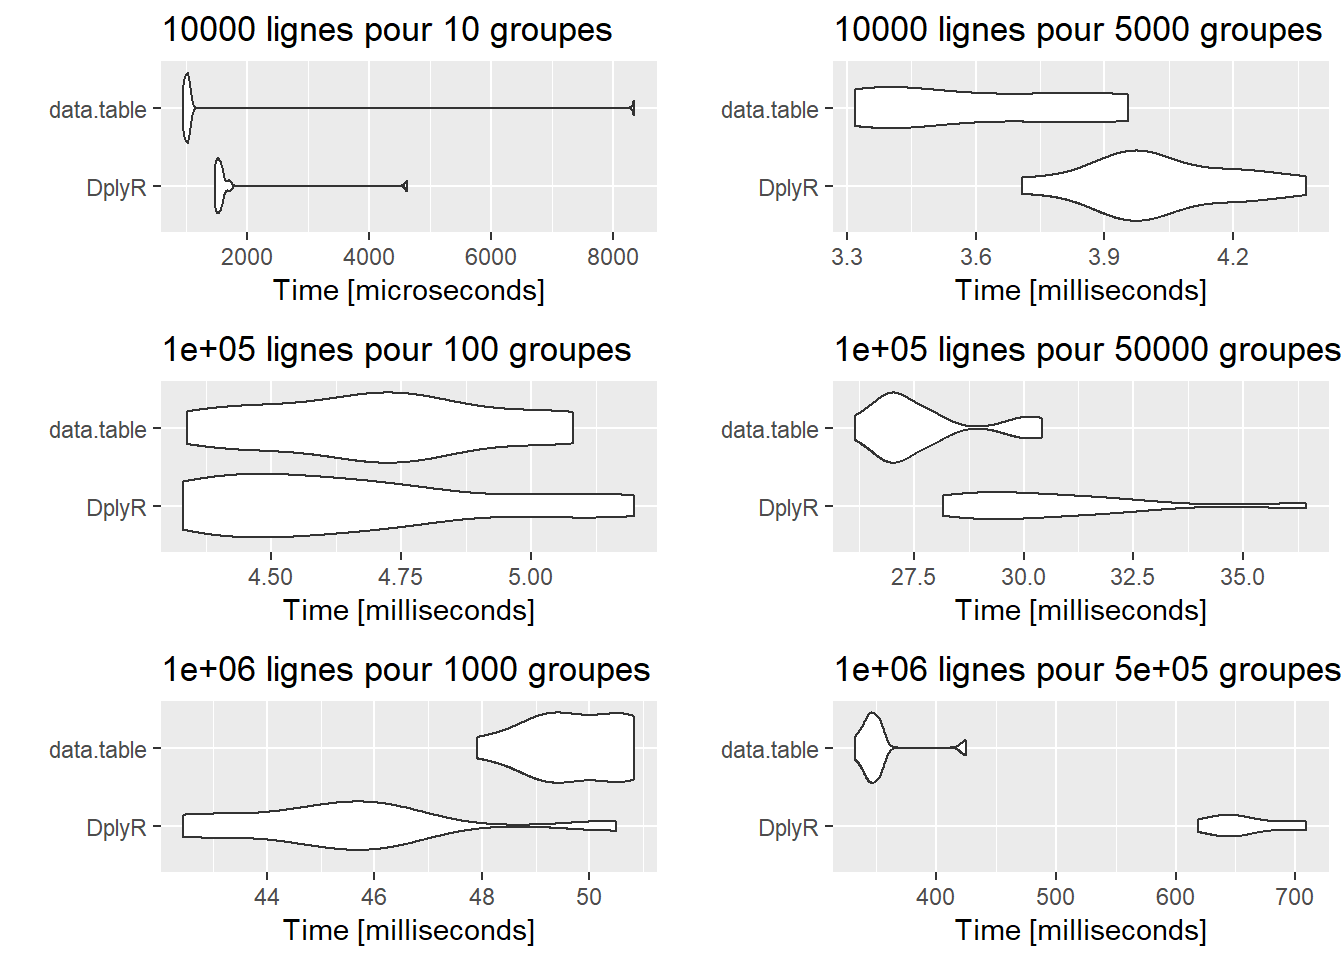 10000 lignes pour 10 groupes
data.table
DplyR
2000 4000 6000 8000
Time [microseconds]
10000 lignes pour 5000 groupes
data.table
DplyR
3.3 3.6 3.9 4.2
Time [milliseconds]
1e+05 lignes pour 100 groupes
data.table
DplyR
4.50 4.75 5.00
Time [milliseconds]
1e+05 lignes pour 50000 groupes
data.table
DplyR
27.5 30.0 32.5 35.0
Time [milliseconds]
1e+06 lignes pour 1000 groupes
data.table
DplyR
44 46 48 50
Time [milliseconds]
1e+06 lignes pour 5e+05 groupes
data.table
DplyR
400 500 600 700
Time [milliseconds]